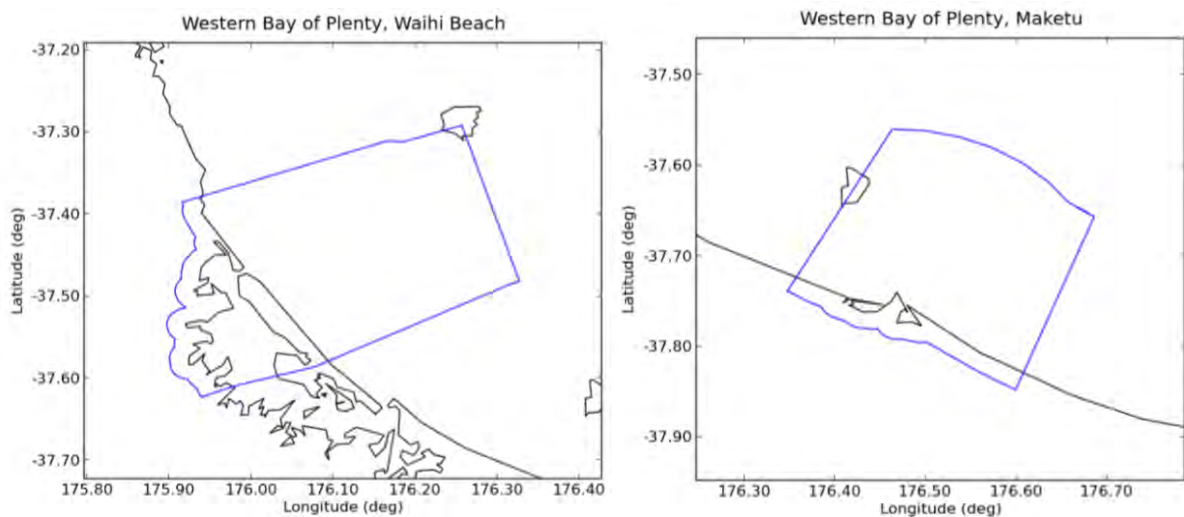 Western Bay of Plenty, Waihi Beach
-37.20
-37.30
-37.40
-37.50
-37.60
-37.70
Latitude (deg)
175.80 175.90 176.00 176.10 176.20 176.30 176.40
Longitude (deg)
Western Bay of Plenty, Maketu
-37.50
-37.60
-37.70
-37.80
-37.90
Latitude (deg)
176.30 176.40 176.50 176.60 176.70
Longitude (deg)